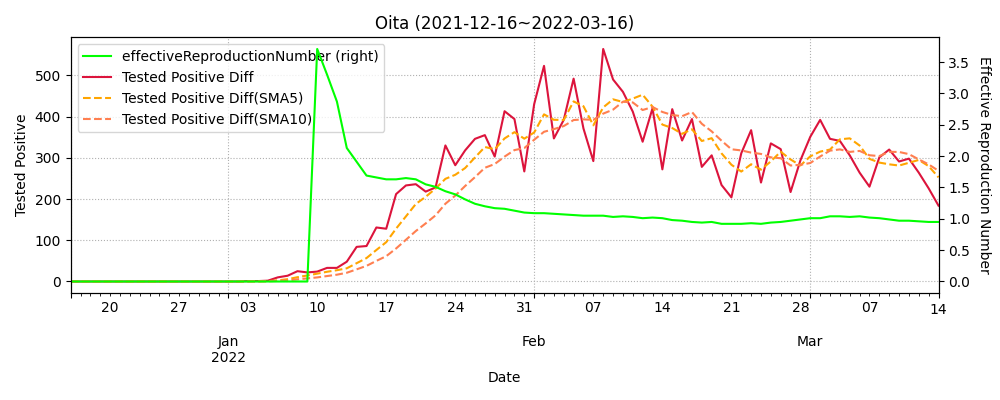 Oita (2021-12-16~2022-03-16)
effectiveReproductionNumber (right)
Tested Positive Diff
Tested Positive Diff(SMA5)
Tested Positive Diff(SMA10)
Tested Positive
500
400
300
200
100
0
3.5
3.0
2.5
2.0
1.5
1.0
0.5
0.0
Effective Reproduction Number
20 27 03 10 17 24 31 07 14 21 28 07 14
Jan Feb Mar
2022
Date